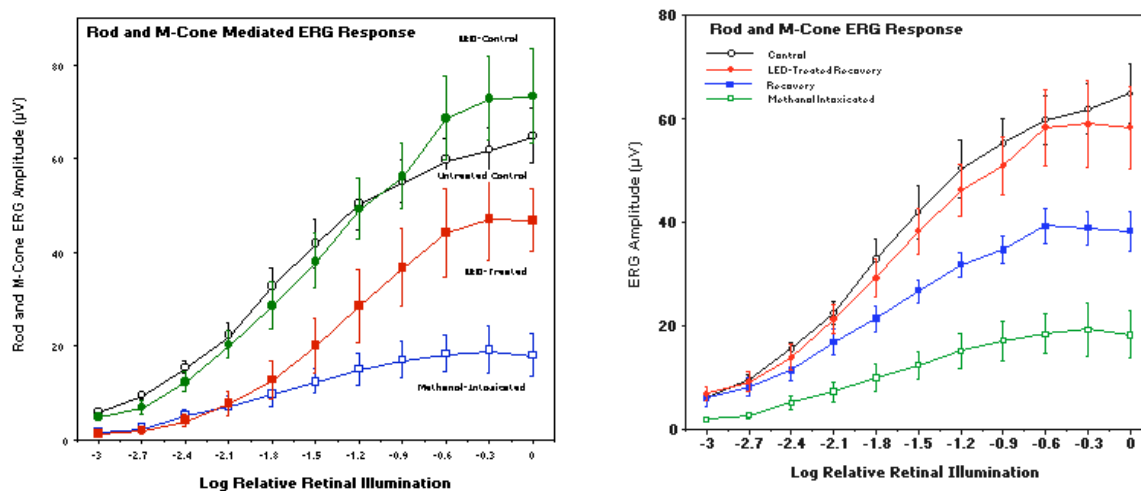 Rod and M-Cone Mediated ERG Response
LED-Control
Untreated Control
LED-Treated
Methanol-Intoxicated
Rod and M-Cone ERG Amplitude (µV)
80
60
40
20
0
-3 -2.7 -2.4 -2.1 -1.8 -1.5 -1.2 -0.9 -0.6 -0.3 0
Log Relative Retinal Illumination
Rod and M-Cone ERG Response
Control
LED-Treated Recovery
Recovery
Methanol Intoxicated
ERG Amplitude (µV)
80
60
40
20
0
-3 -2.7 -2.4 -2.1 -1.8 -1.5 -1.2 -0.9 -0.6 -0.3 0
Log Relative Retinal Illumination